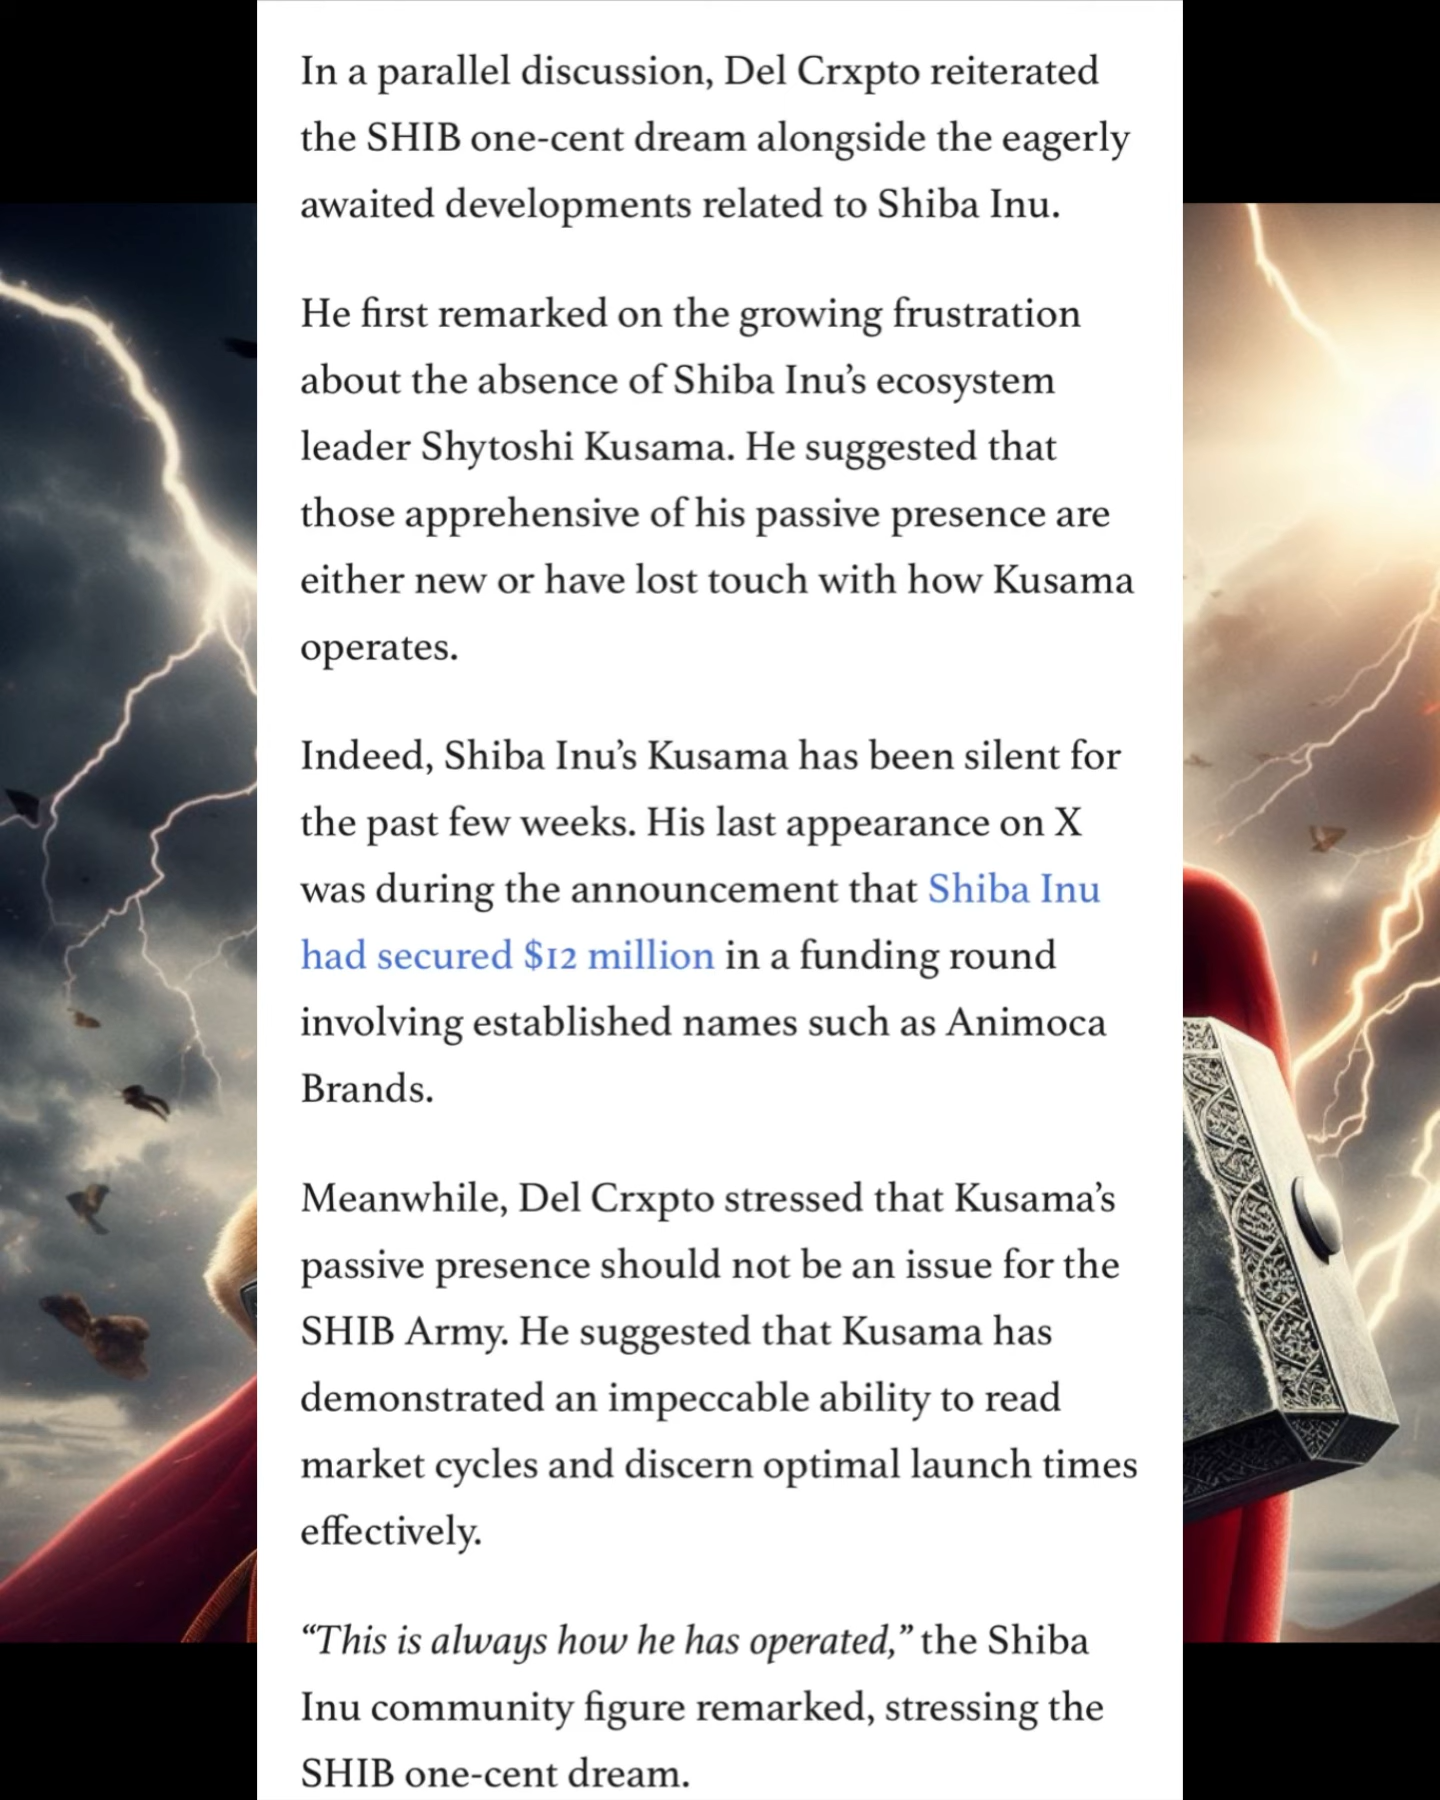 In a parallel discussion, Del Crxpto reiterated
the SHIB one-cent dream alongside the eagerly
awaited developments related to Shiba Inu.
He first remarked on the growing frustration
about the absence of Shiba Inu’s ecosystem
leader Shytoshi Kusama. He suggested that
those apprehensive of his passive presence are
either new or have lost touch with how Kusama
operates.
Indeed, Shiba Inu’s Kusama has been silent for
the past few weeks. His last appearance on X
was during the announcement that Shiba Inu
had secured $12 million in a funding round
involving established names such as Animoca
Brands.
Meanwhile, Del Crxpto stressed that Kusama’s
passive presence should not be an issue for the
SHIB Army. He suggested that Kusama has
demonstrated an impeccable ability to read
market cycles and discern optimal launch times
effectively.
“This is always how he has operated,” the Shiba
Inu community figure remarked, stressing the
SHIB one-cent dream.